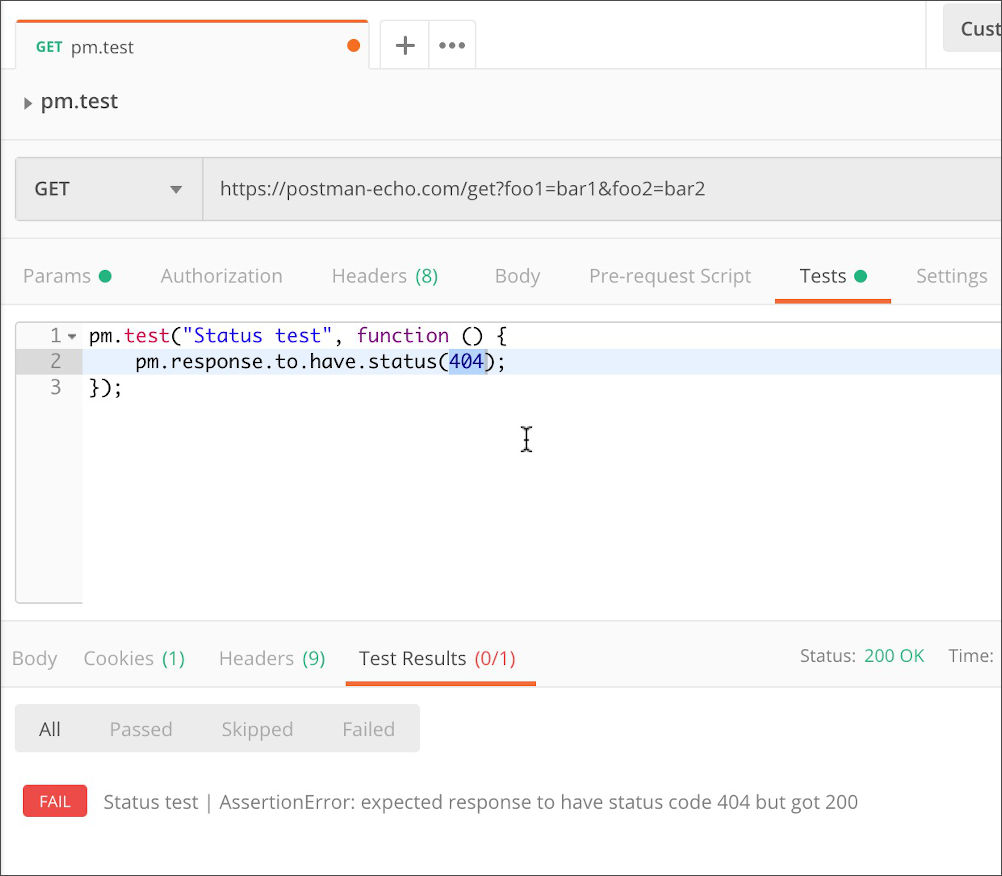 GET pm.test
Cust
pm.test
GET https://postman-echo.com/get?foo1=bar1&foo2=bar2
Params Authorization Headers (8) Body Pre-request Script Tests Settings
1 pm.test("Status test", function () {
2 pm.response.to.have.status(404);
3 });
Body Cookies (1) Headers (9) Test Results (0/1) Status: 200 OK Time:
All Passed Skipped Failed
FAIL Status test | AssertionError: expected response to have status code 404 but got 200